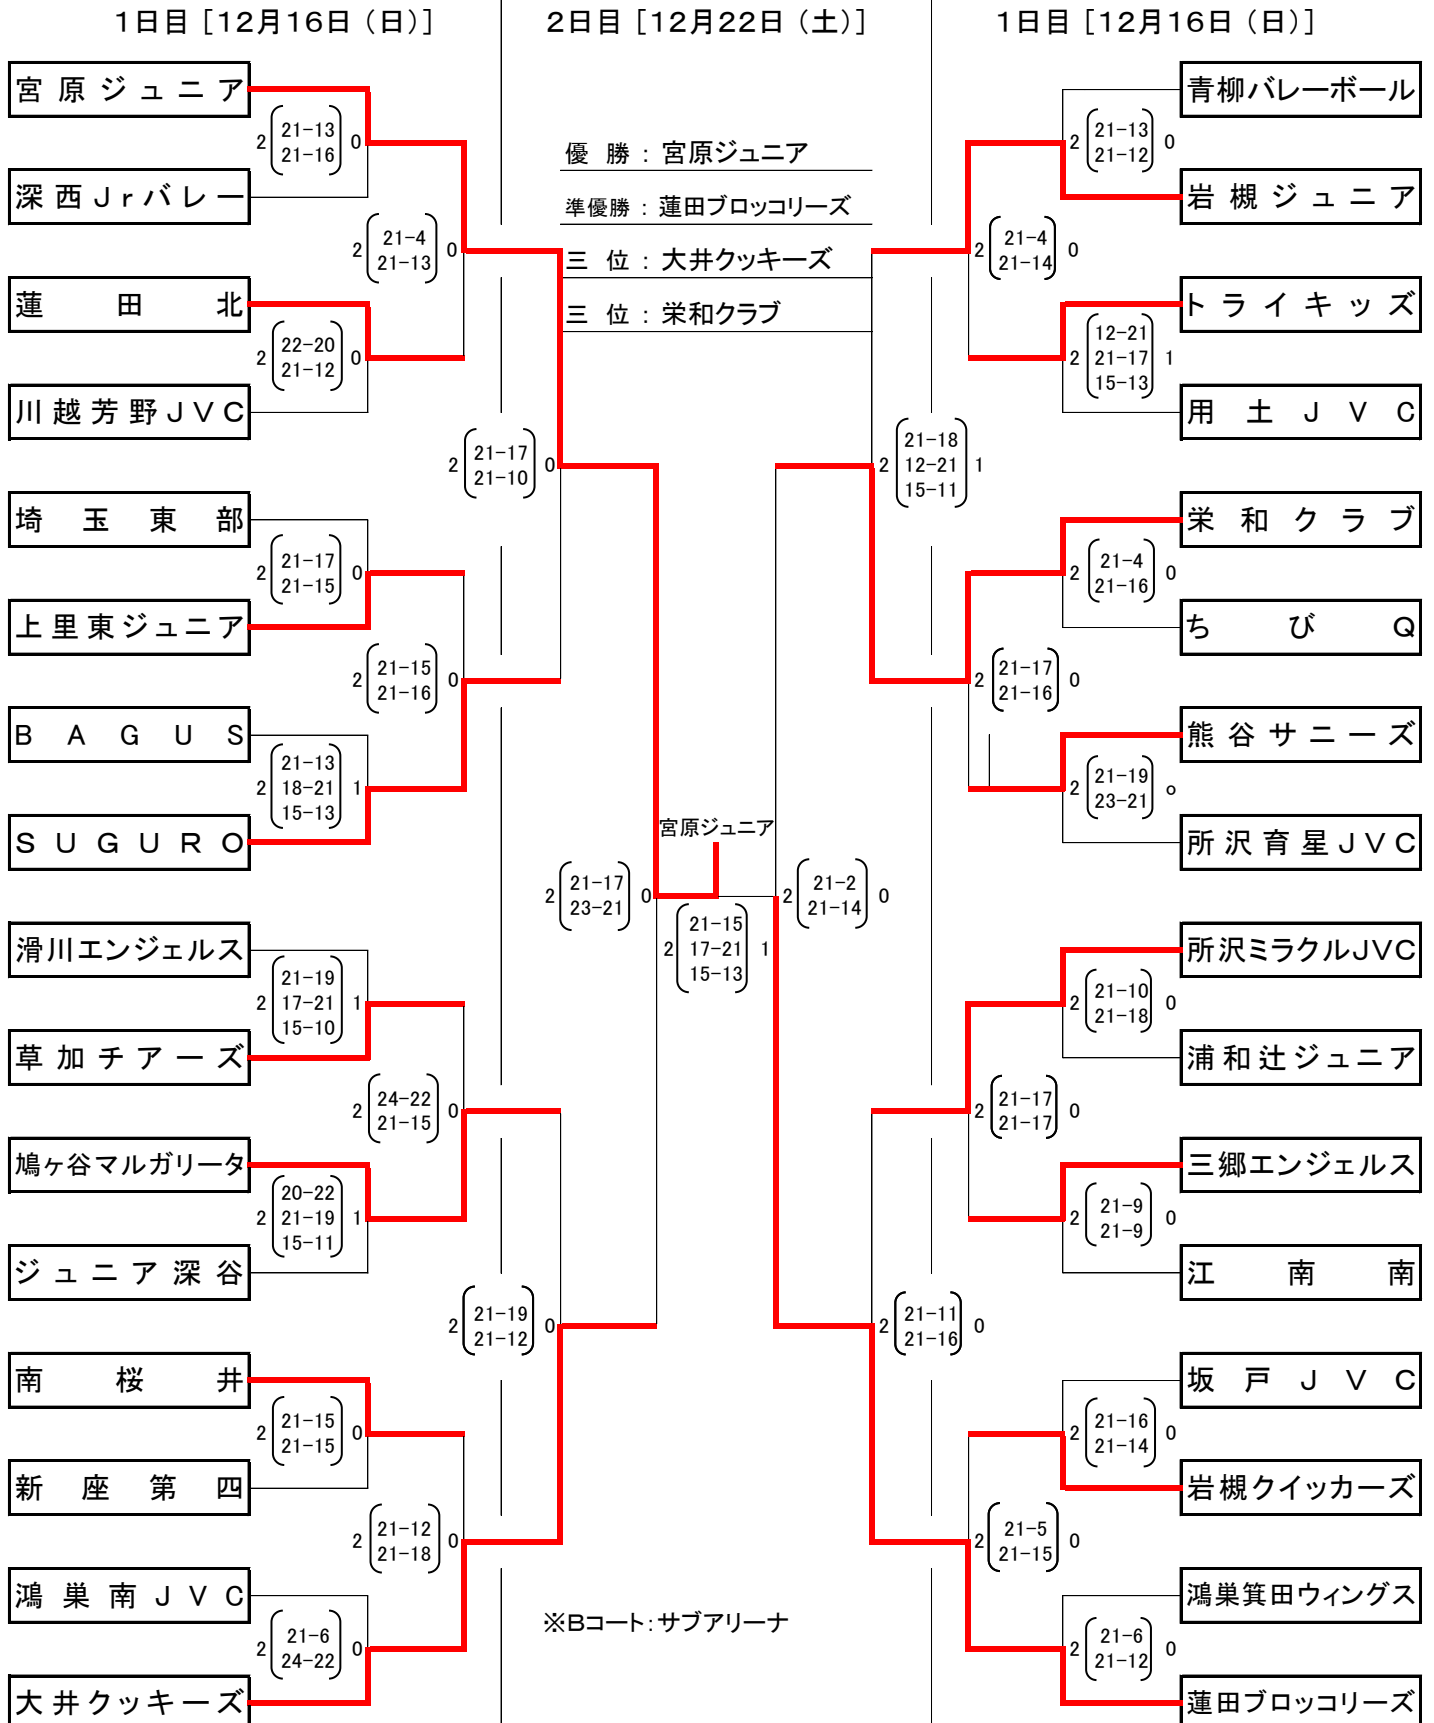 1日目 [12月16日（日）]
2日目 [12月22日（土）]
1日目 [12月16日（日）]
優　勝 ： 宮原ジュニア
準優勝 ： 蓮田ブロッコリーズ
三　位 ： 大井クッキーズ
三　位 ： 栄和クラブ
宮原ジュニア
2 21-13 0
21-16
深西Jrバレー
2 21-4 0
21-13
蓮田北
2 22-20 0
21-12
川越芳野JVC
2 21-17 0
21-10
埼玉東部
2 21-17 0
21-15
上里東ジュニア
2 21-15 0
21-16
BAGUS
2 21-13 1
18-21
15-13
SUGURO
2 21-17 0
23-21
滑川エンジェルス
2 21-19 1
17-21
15-10
草加チアーズ
2 24-22 0
21-15
鳩ヶ谷マルガリータ
2 20-22 1
21-19
15-11
ジュニア深谷
2 21-19 0
21-12
南桜井
2 21-15 0
21-15
新座第四
2 21-12 0
21-18
鴻巣南JVC
2 21-6 0
24-22
大井クッキーズ
宮原ジュニア
2 21-15 1
17-21
15-13
※Bコート：サブアリーナ
青柳バレーボール
2 21-13 0
21-12
岩槻ジュニア
2 21-4 0
21-14
トライキッズ
2 12-21 1
21-17
15-13
用土JVC
2 21-18 1
12-21
15-11
栄和クラブ
2 21-4 0
21-16
ちびQ
2 21-17 0
21-16
熊谷サニーズ
2 21-19 o
23-21
所沢育星JVC
2 21-2 0
21-14
所沢ミラクルJVC
2 21-10 0
21-18
浦和辻ジュニア
2 21-17 0
21-17
三郷エンジェルス
2 21-9 0
21-9
江南南
2 21-11 0
21-16
坂戸JVC
2 21-16 0
21-14
岩槻クイッカーズ
2 21-5 0
21-15
鴻巣箕田ウィングス
2 21-6 0
21-12
蓮田ブロッコリーズ